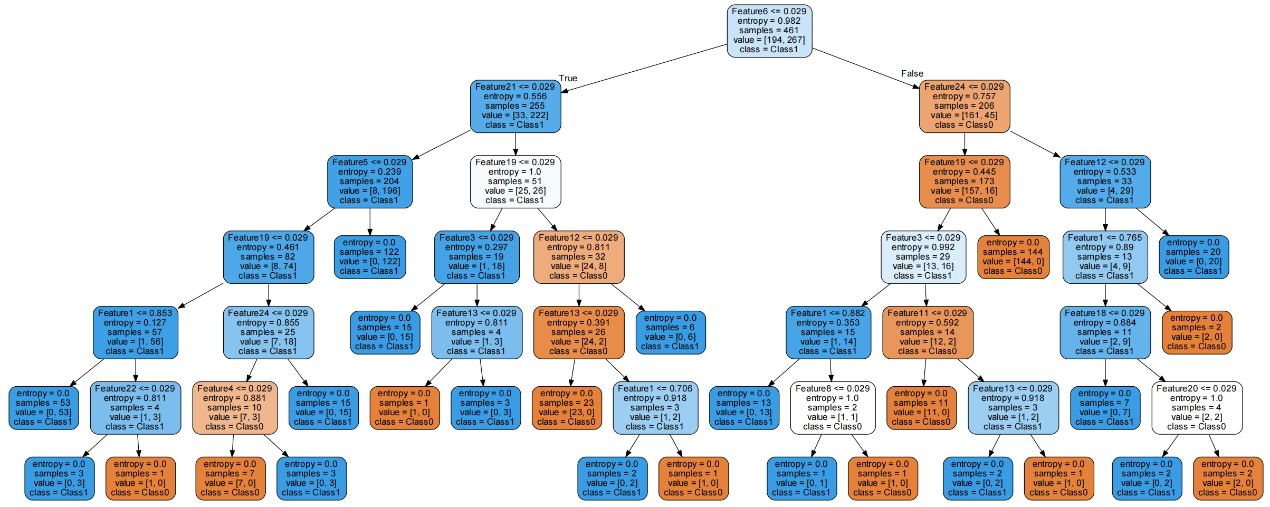 Feature6 <= 0.029
entropy = 0.982
samples = 461
value = [194, 267]
class = Class1
True
False
Feature21 <= 0.029
entropy = 0.556
samples = 255
value = [33, 222]
class = Class1
Feature24 <= 0.029
entropy = 0.757
samples = 206
value = [161, 45]
class = Class0
Feature5 <= 0.029
entropy = 0.239
samples = 204
value = [8, 196]
class = Class1
Feature19 <= 0.029
entropy = 1.0
samples = 51
value = [25, 26]
class = Class1
Feature19 <= 0.029
entropy = 0.445
samples = 173
value = [157, 16]
class = Class0
Feature12 <= 0.029
entropy = 0.533
samples = 33
value = [4, 29]
class = Class1
Feature19 <= 0.029
entropy = 0.461
samples = 82
value = [8, 74]
class = Class1
entropy = 0.0
samples = 122
value = [0, 122]
class = Class1
Feature3 <= 0.029
entropy = 0.297
samples = 19
value = [1, 18]
class = Class1
Feature12 <= 0.029
entropy = 0.811
samples = 32
value = [24, 8]
class = Class0
Feature3 <= 0.029
entropy = 0.992
samples = 29
value = [13, 16]
class = Class1
entropy = 0.0
samples = 144
value = [144, 0]
class = Class0
Feature1 <= 0.765
entropy = 0.89
samples = 13
value = [4, 9]
class = Class1
entropy = 0.0
samples = 20
value = [0, 20]
class = Class1
Feature1 <= 0.853
entropy = 0.127
samples = 57
value = [1, 56]
class = Class1
Feature24 <= 0.029
entropy = 0.855
samples = 25
value = [7, 18]
class = Class1
entropy = 0.0
samples = 15
value = [0, 15]
class = Class1
Feature13 <= 0.029
entropy = 0.811
samples = 4
value = [1, 3]
class = Class1
Feature13 <= 0.029
entropy = 0.391
samples = 26
value = [24, 2]
class = Class0
entropy = 0.0
samples = 6
value = [0, 6]
class = Class1
Feature1 <= 0.882
entropy = 0.353
samples = 15
value = [1, 14]
class = Class1
Feature11 <= 0.029
entropy = 0.592
samples = 14
value = [12, 2]
class = Class0
Feature18 <= 0.029
entropy = 0.684
samples = 11
value = [2, 9]
class = Class1
entropy = 0.0
samples = 2
value = [2, 0]
class = Class0
entropy = 0.0
samples = 53
value = [0, 53]
class = Class1
Feature22 <= 0.029
entropy = 0.811
samples = 4
value = [1, 3]
class = Class1
Feature4 <= 0.029
entropy = 0.881
samples = 10
value = [7, 3]
class = Class0
entropy = 0.0
samples = 15
value = [0, 15]
class = Class1
entropy = 0.0
samples = 1
value = [1, 0]
class = Class0
entropy = 0.0
samples = 3
value = [0, 3]
class = Class1
entropy = 0.0
samples = 23
value = [23, 0]
class = Class0
Feature1 <= 0.706
entropy = 0.918
samples = 3
value = [1, 2]
class = Class1
entropy = 0.0
samples = 13
value = [0, 13]
class = Class1
Feature8 <= 0.029
entropy = 1.0
samples = 2
value = [1, 1]
class = Class0
entropy = 0.0
samples = 11
value = [11, 0]
class = Class0
Feature13 <= 0.029
entropy = 0.918
samples = 3
value = [1, 2]
class = Class1
entropy = 0.0
samples = 7
value = [0, 7]
class = Class1
Feature20 <= 0.029
entropy = 1.0
samples = 4
value = [2, 2]
class = Class0
entropy = 0.0
samples = 3
value = [0, 3]
class = Class1
entropy = 0.0
samples = 1
value = [1, 0]
class = Class0
entropy = 0.0
samples = 7
value = [7, 0]
class = Class0
entropy = 0.0
samples = 3
value = [0, 3]
class = Class1
entropy = 0.0
samples = 2
value = [0, 2]
class = Class1
entropy = 0.0
samples = 1
value = [1, 0]
class = Class0
entropy = 0.0
samples = 1
value = [0, 1]
class = Class1
entropy = 0.0
samples = 1
value = [1, 0]
class = Class0
entropy = 0.0
samples = 2
value = [0, 2]
class = Class1
entropy = 0.0
samples = 1
value = [1, 0]
class = Class0
entropy = 0.0
samples = 2
value = [0, 2]
class = Class1
entropy = 0.0
samples = 2
value = [2, 0]
class = Class0